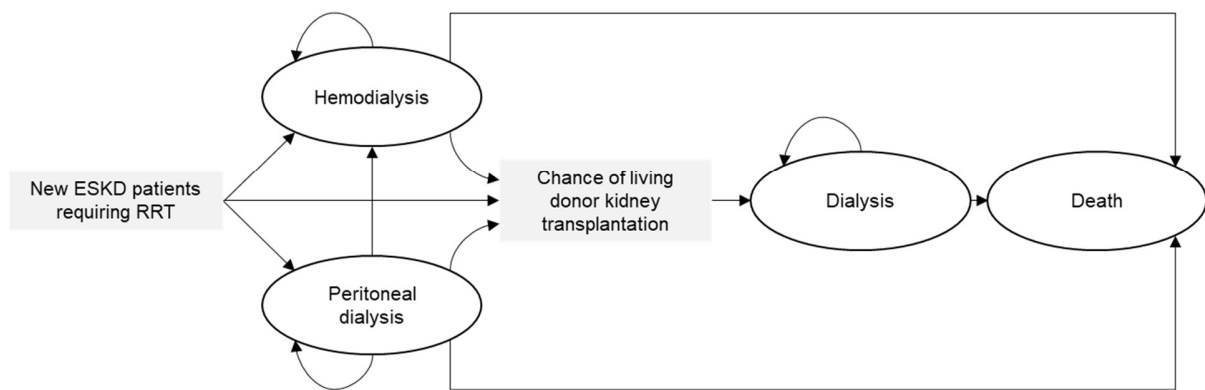 Hemodialysis
New ESKD patients
requiring RRT
Chance of living
donor kidney
transplantation
Dialysis
Death
Peritoneal
dialysis